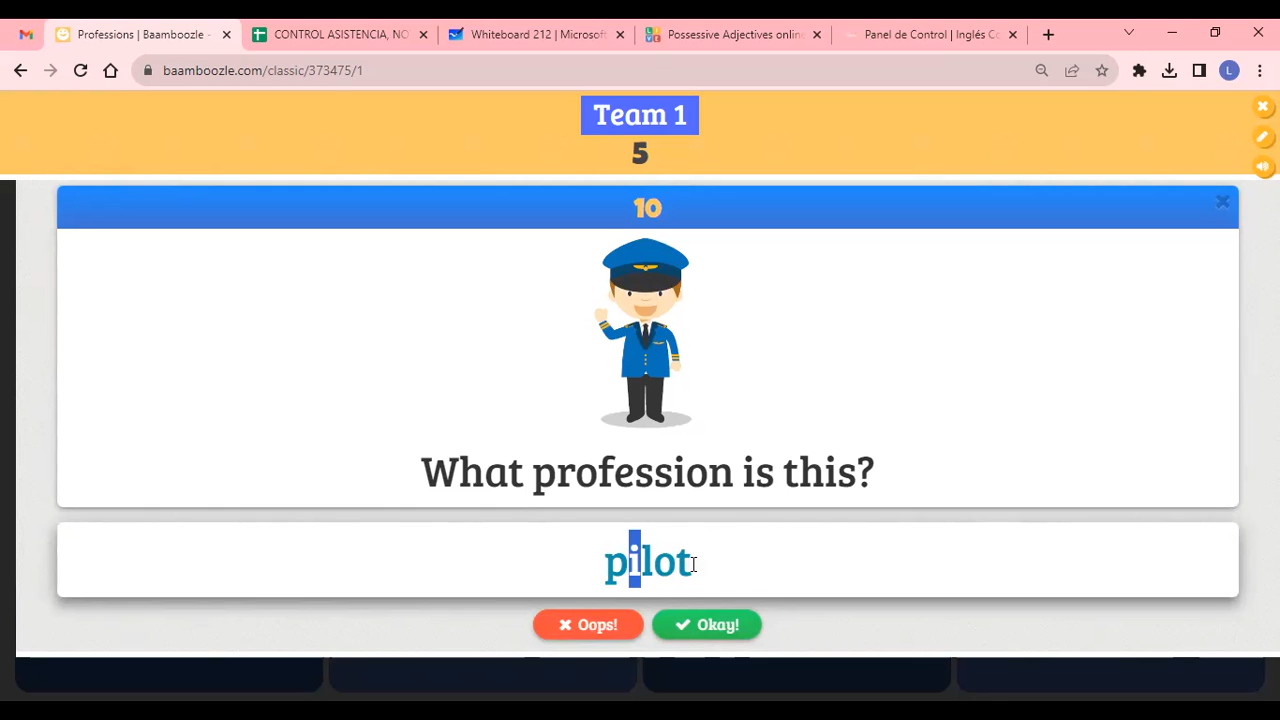 Professions | Baamboozle -
CONTROL ASISTENCIA, NO
Whiteboard 212 | Microsof
Possessive Adjectives onlin
Panel de Control | Inglés C
baamboozle.com/classic/373475/1
L
Team 1
5
10
What profession is this?
pilot
Oops!
Okay!